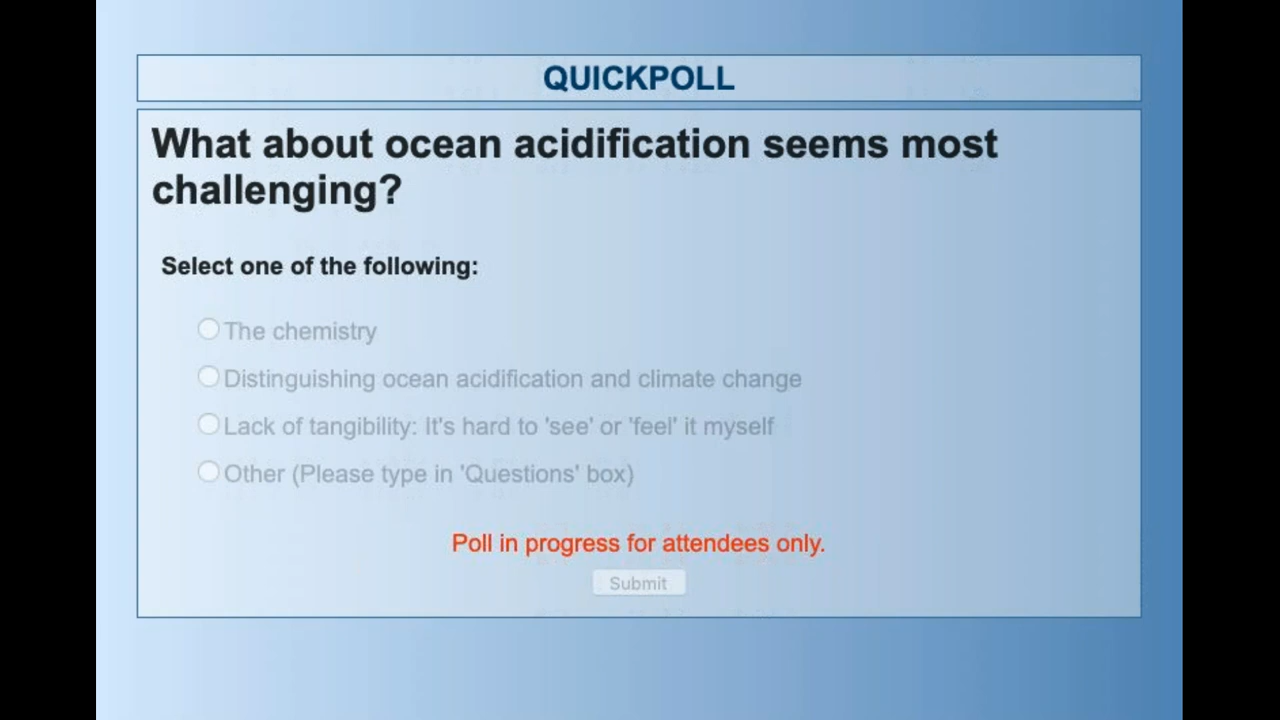 QUICKPOLL
What about ocean acidification seems most
challenging?
Select one of the following:
The chemistry
Distinguishing ocean acidification and climate change
Lack of tangibility: It's hard to 'see' or 'feel' it myself
Other (Please type in 'Questions' box)
Poll in progress for attendees only.
Submit